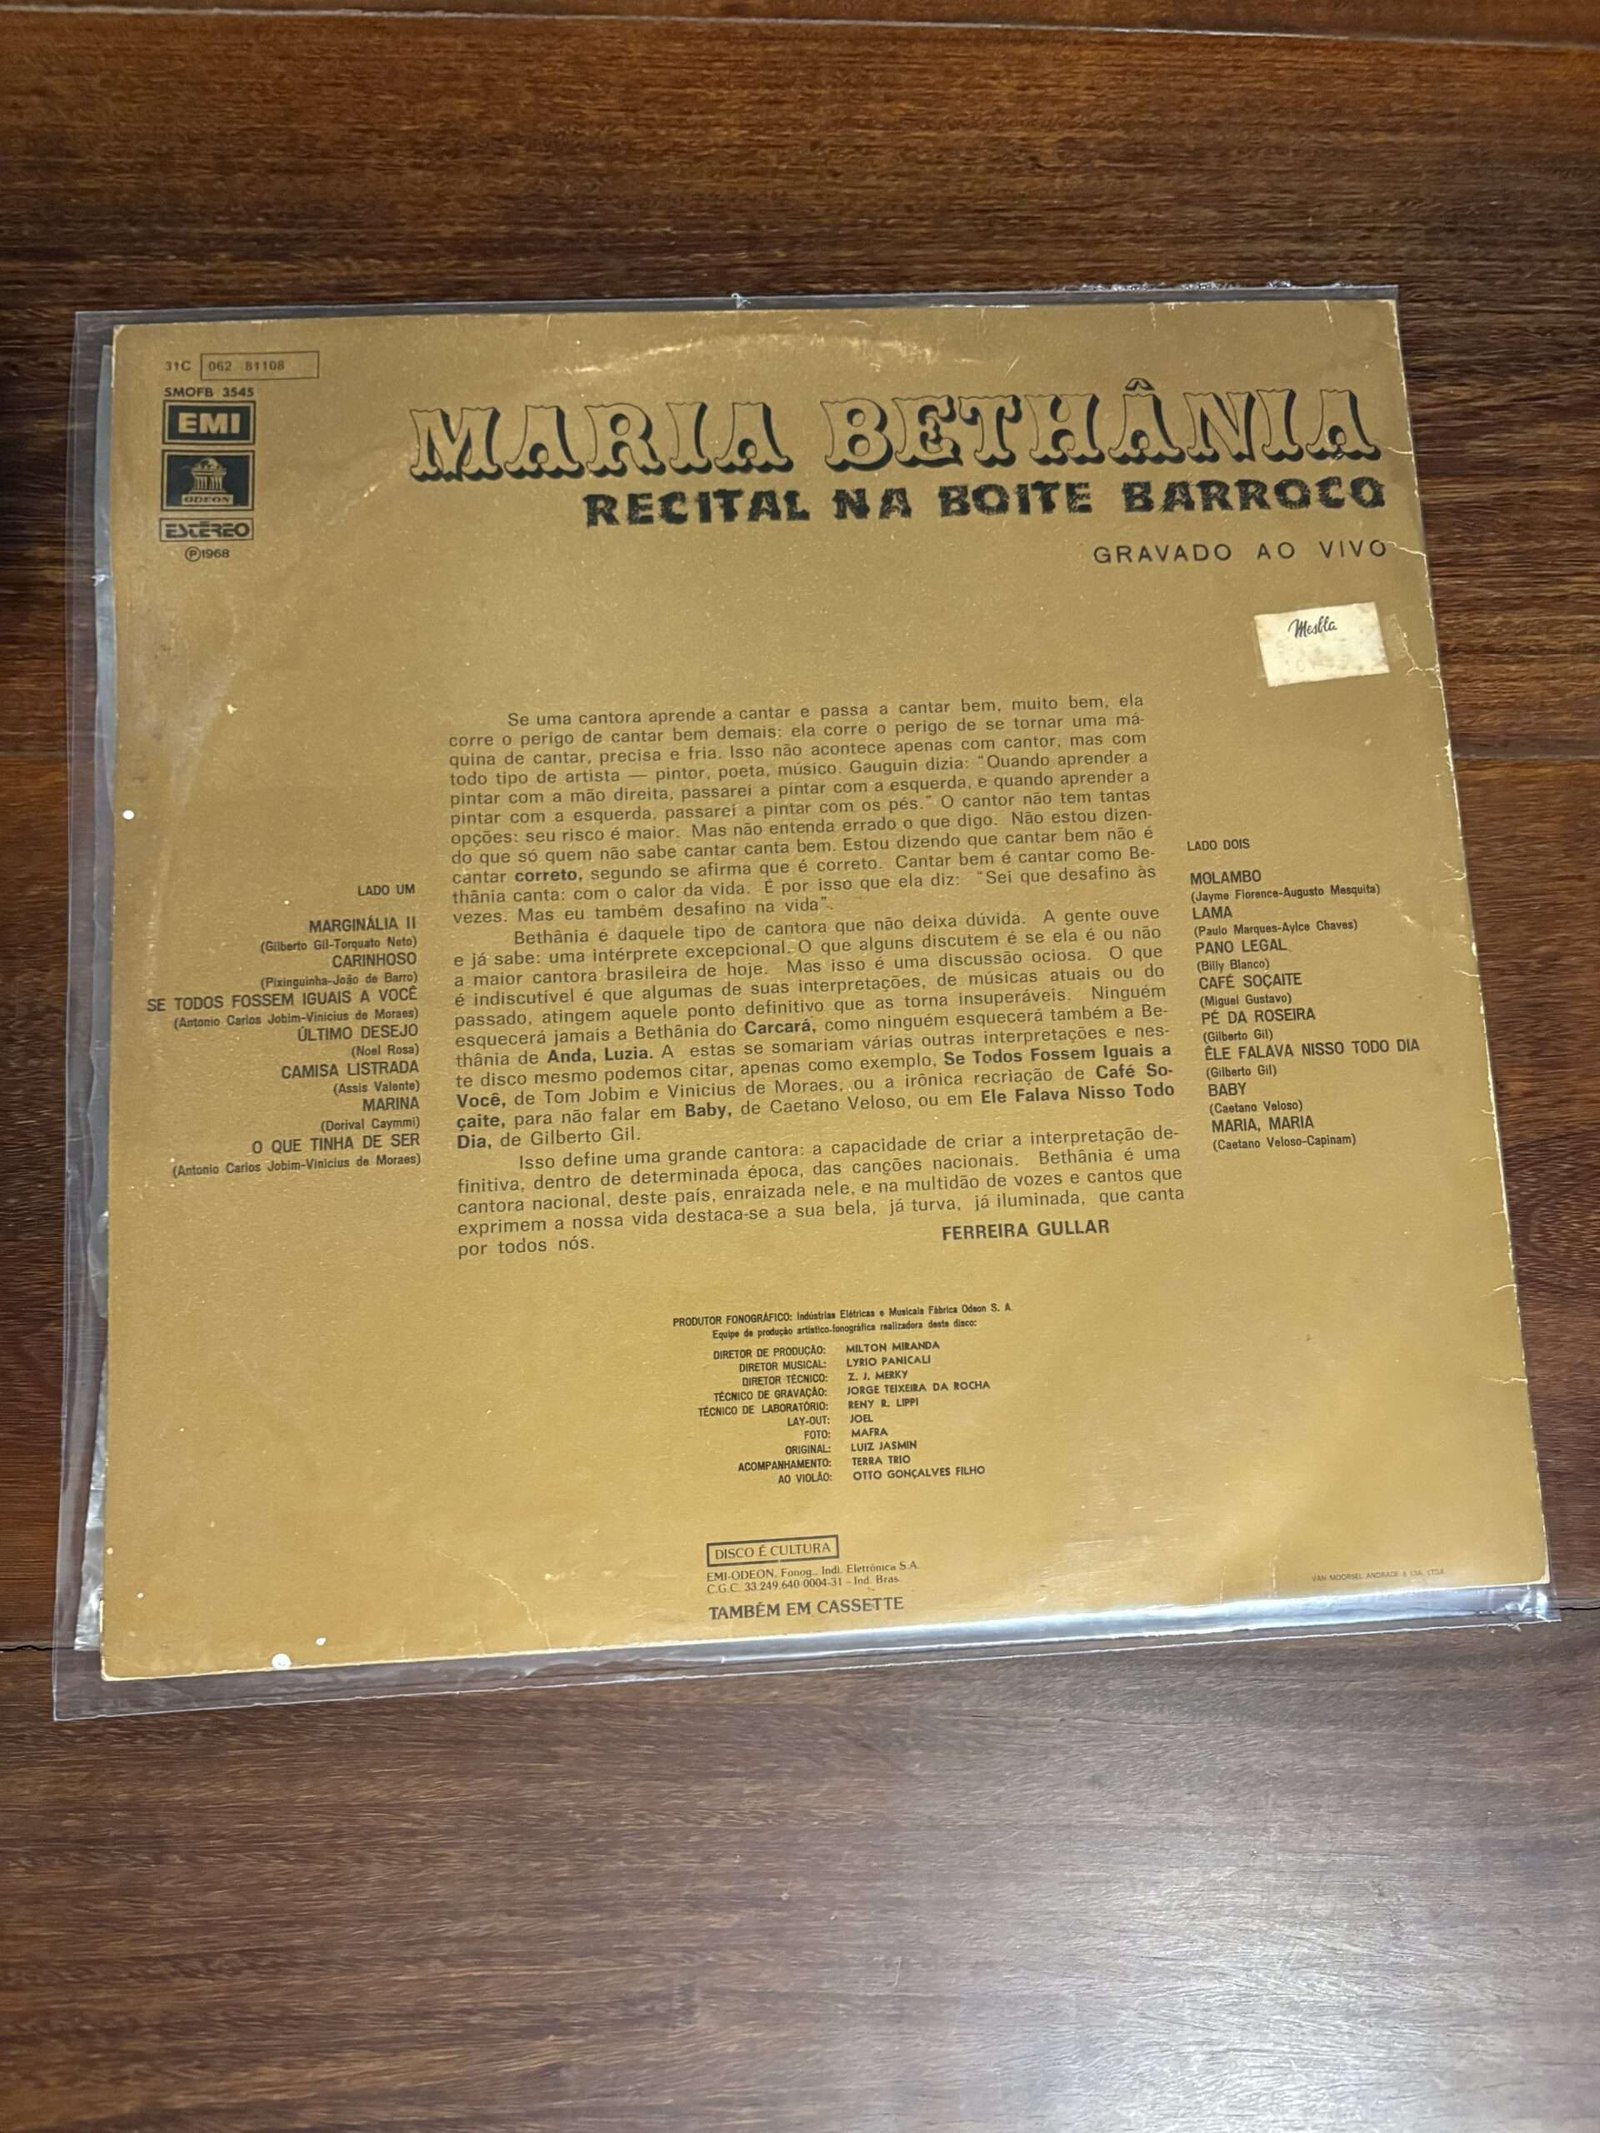 31C 062 81108
SMOFB 3545
EMI
ODEON
ESTÉREO
℗1968
MARIA BETHÂNIA
RECITAL NA BOITE BARROCO
GRAVADO AO VIVO
Mesbla
Se uma cantora aprende a cantar e passa a cantar bem, muito bem, ela
corre o perigo de cantar bem demais: ela corre o perigo de se tornar uma má-
quina de cantar, precisa e fria. Isso não acontece apenas com cantor, mas com
todo tipo de artista — pintor, poeta, músico. Gauguin dizia: "Quando aprender a
pintar com a mão direita, passarei a pintar com a esquerda, e quando aprender a
pintar com a esquerda, passarei a pintar com os pés." O cantor não tem tantas
opções: seu risco é maior. Mas não entenda errado o que digo. Não estou dizen-
do que só quem não sabe cantar canta bem. Estou dizendo que cantar bem não é
cantar correto, segundo se afirma que é correto. Cantar bem é cantar como Be-
thânia canta: com o calor da vida. É por isso que ela diz: "Sei que desafino às
vezes. Mas eu também desafino na vida".
Bethânia é daquele tipo de cantora que não deixa dúvida. A gente ouve
e já sabe: uma intérprete excepcional. O que alguns discutem é se ela é ou não
a maior cantora brasileira de hoje. Mas isso é uma discussão ociosa. O que
é indiscutível é que algumas de suas interpretações, de músicas atuais ou do
passado, atingem aquele ponto definitivo que as torna insuperáveis. Ninguém
esquecerá jamais a Bethânia do Carcará, como ninguém esquecerá também a Be-
thânia de Anda, Luzia. A estas se somariam várias outras interpretações e nes-
te disco mesmo podemos citar, apenas como exemplo, Se Todos Fossem Iguais a
Você, de Tom Jobim e Vinicius de Moraes, ou a irônica recriação de Café So-
çaite, para não falar em Baby, de Caetano Veloso, ou em Ele Falava Nisso Todo
Dia, de Gilberto Gil.
Isso define uma grande cantora: a capacidade de criar a interpretação de-
finitiva, dentro de determinada época, das canções nacionais. Bethânia é uma
cantora nacional, deste país, enraizada nele, e na multidão de vozes e cantos que
exprimem a nossa vida destaca-se a sua bela, já turva, já iluminada, que canta
por todos nós.
FERREIRA GULLAR
LADO UM
MARGINÁLIA II
(Gilberto Gil-Torquato Neto)
CARINHOSO
(Pixinguinha-João de Barro)
SE TODOS FOSSEM IGUAIS A VOCÊ
(Antonio Carlos Jobim-Vinicius de Moraes)
ÚLTIMO DESEJO
(Noel Rosa)
CAMISA LISTRADA
(Assis Valente)
MARINA
(Dorival Caymmi)
O QUE TINHA DE SER
(Antonio Carlos Jobim-Vinicius de Moraes)
LADO DOIS
MOLAMBO
(Jayme Florence-Augusto Mesquita)
LAMA
(Paulo Marques-Aylce Chaves)
PANO LEGAL
(Billy Blanco)
CAFÉ SOÇAITE
(Miguel Gustavo)
PÉ DA ROSEIRA
(Gilberto Gil)
ÊLE FALAVA NISSO TODO DIA
(Gilberto Gil)
BABY
(Caetano Veloso)
MARIA, MARIA
(Caetano Veloso-Capinam)
PRODUTOR FONOGRÁFICO: Indústrias Elétricas e Musicais Fábrica Odeon S. A.
Equipe de produção artístico-fonográfica realizadora deste disco:
DIRETOR DE PRODUÇÃO: MILTON MIRANDA
DIRETOR MUSICAL: LYRIO PANICALI
DIRETOR TÉCNICO: Z. J. MERKY
TÉCNICO DE GRAVAÇÃO: JORGE TEIXEIRA DA ROCHA
TÉCNICO DE LABORATÓRIO: RENY R. LIPPI
LAY-OUT: JOEL
FOTO: MAFRA
ORIGINAL: LUIZ JASMIN
ACOMPANHAMENTO: TERRA TRIO
AO VIOLÃO: OTTO GONÇALVES FILHO
DISCO É CULTURA
EMI-ODEON, Fonog., Ind. Eletrônica S.A.
C.G.C. 33.249.640/0004-31 - Ind. Bras.
TAMBÉM EM CASSETTE
VAN MOORSEL ANDRADE & CIA. LTDA.